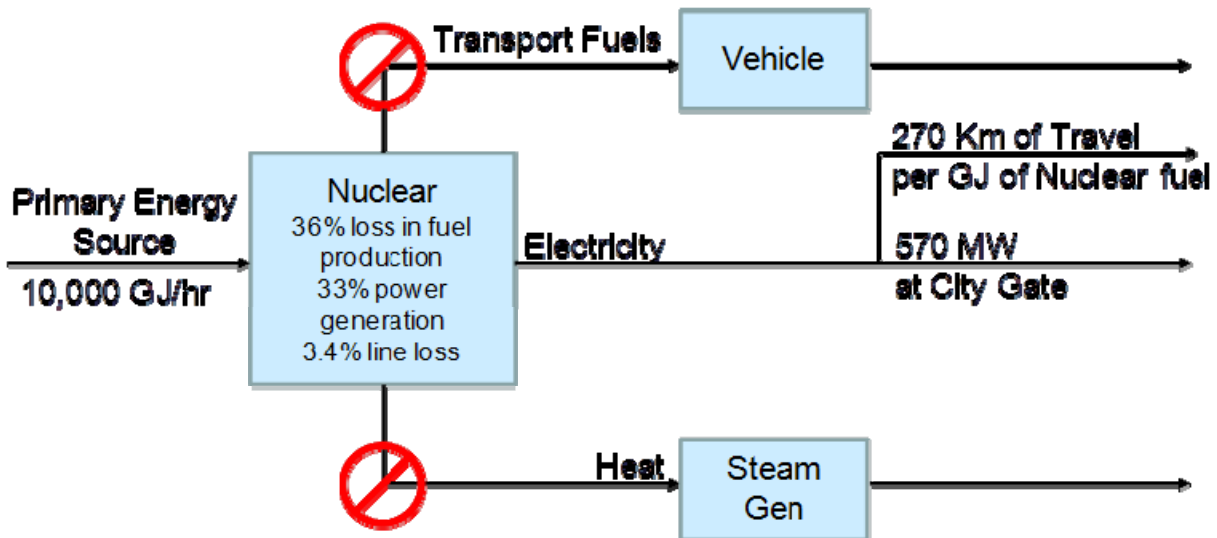 Transport Fuels
Vehicle
270 Km of Travel
per GJ of Nuclear fuel
Primary Energy
Source
10,000 GJ/hr
Nuclear
36% loss in fuel
production
33% power
generation
3.4% line loss
Electricity
570 MW
at City Gate
Heat
Steam
Gen